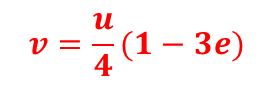 v = u/4 (1 − 3e)